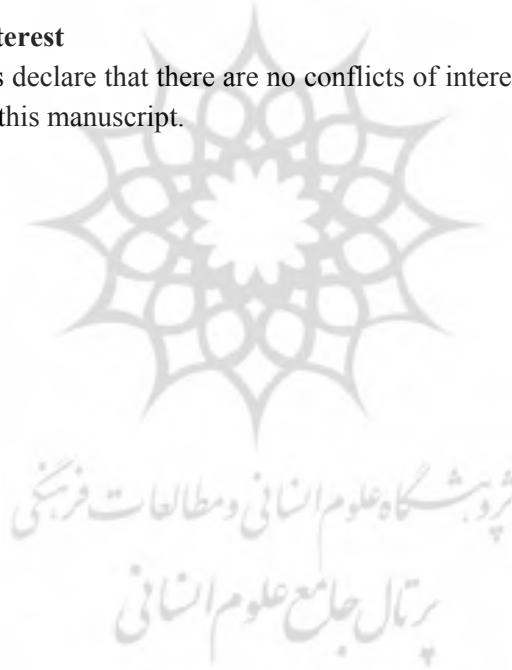 terest
s declare that there are no conflicts of intere
this manuscript.
پژوهشگاه علوم انسانی و مطالعات فرهنگی
پرتال جامع علوم انسانی